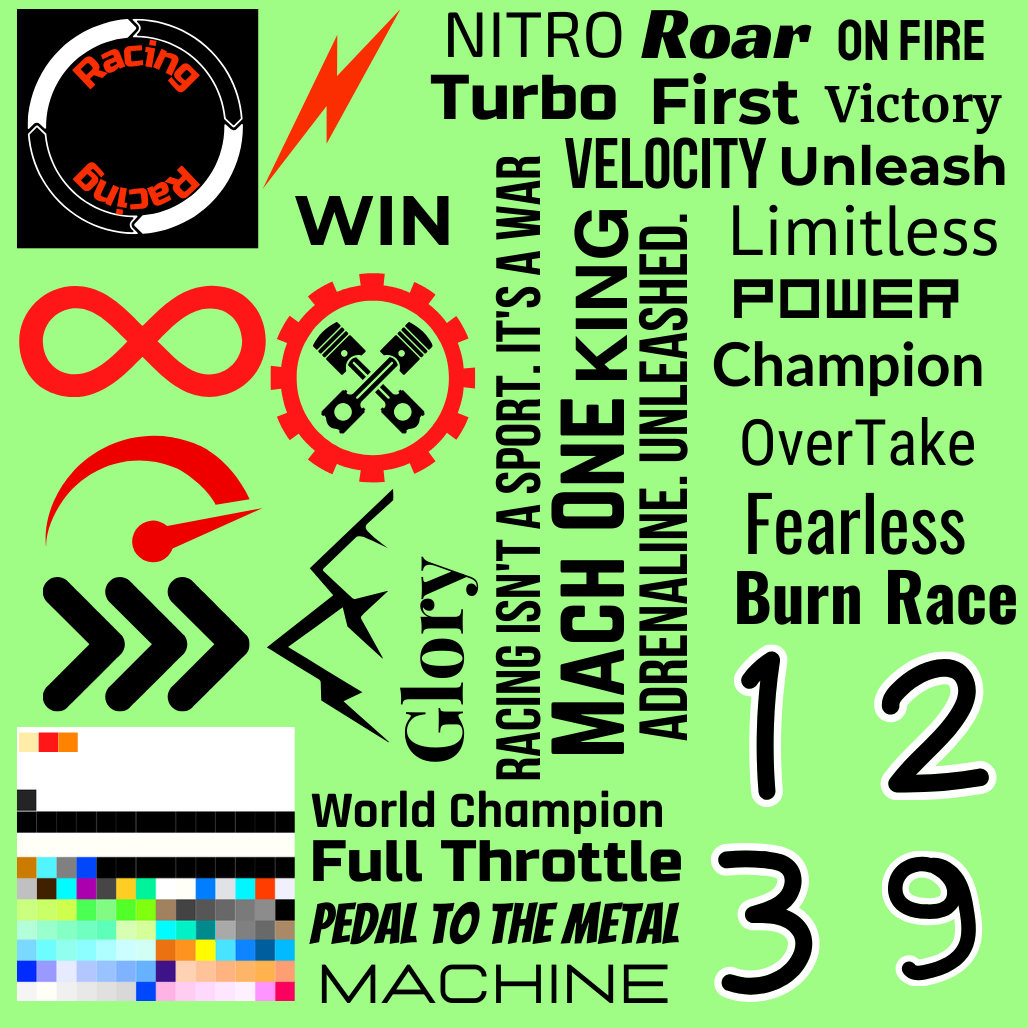 Racing
Racing
NITRO
Roar
ON FIRE
Turbo
First
Victory
VELOCITY
Unleash
WIN
Limitless
POWER
Champion
OverTake
Fearless
Burn Race
RACING ISN'T A SPORT. IT'S A WAR
MACH ONE KING
ADRENALINE. UNLEASHED.
Glory
1
2
3
9
World Champion
Full Throttle
PEDAL TO THE METAL
MACHINE